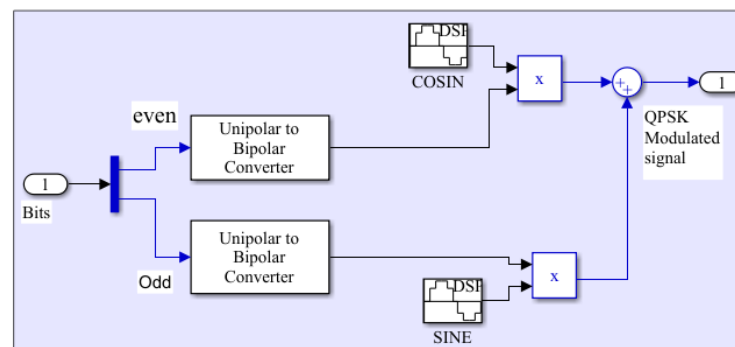 DSP
COSIN
x
1
even
Unipolar to
Bipolar
Converter
QPSK
Modulated
signal
1
Bits
Unipolar to
Bipolar
Converter
Odd
x
DSP
SINE